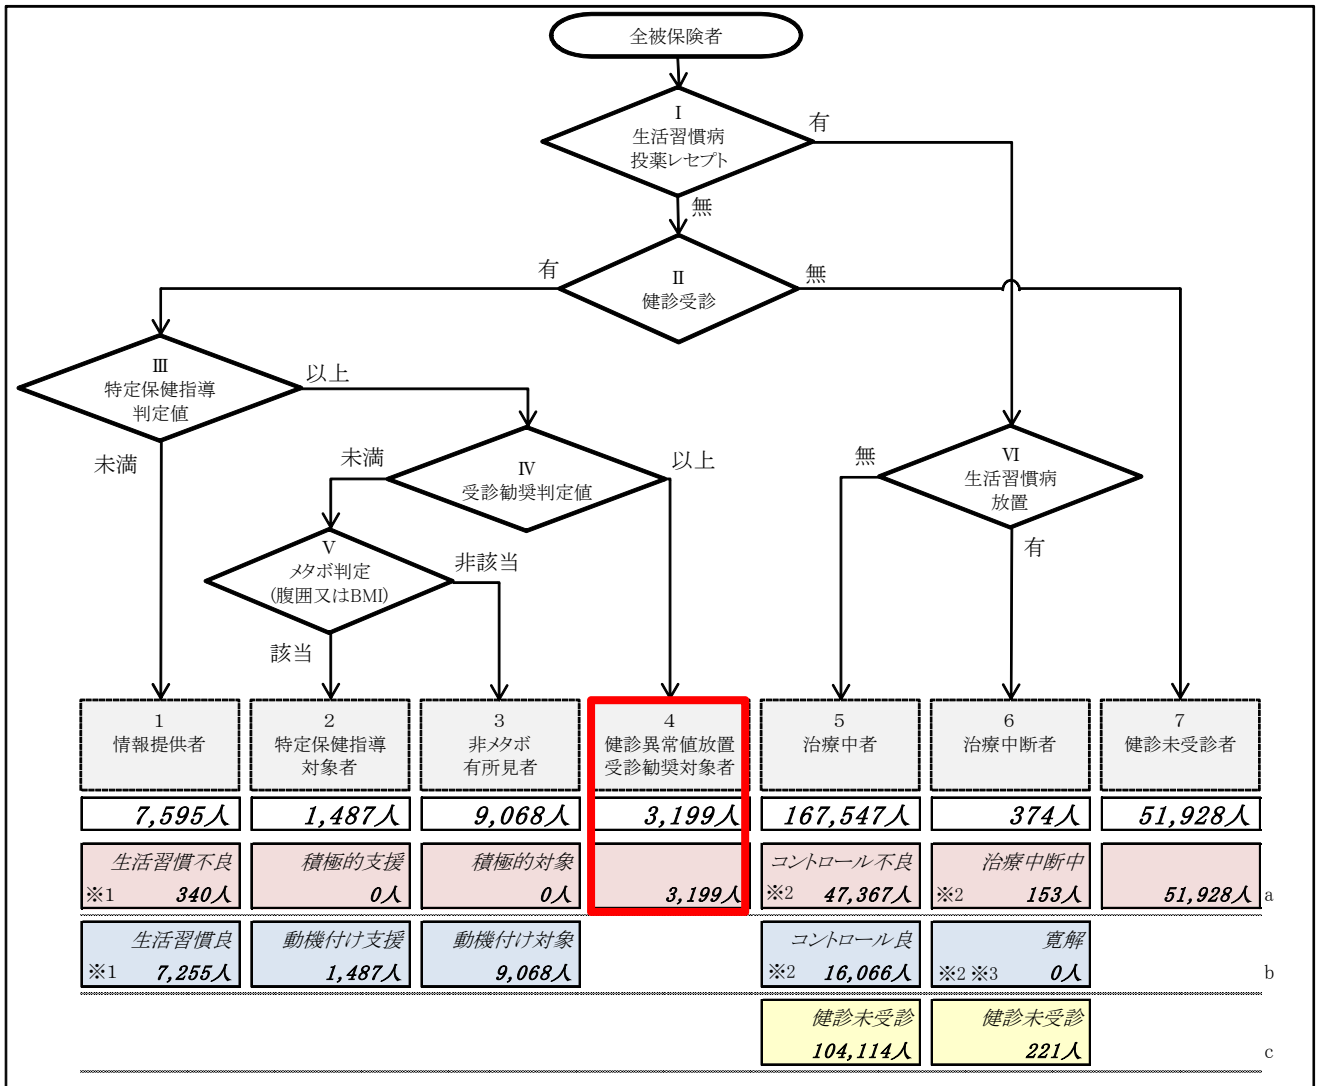 全被保険者
Ⅰ
生活習慣病
投薬レセプト
有
無
Ⅱ
健診受診
有
無
Ⅲ
特定保健指導
判定値
以上
未満
Ⅳ
受診勧奨判定値
未満
以上
Ⅵ
生活習慣病
放置
無
有
Ⅴ
メタボ判定
(腹囲又はBMI)
非該当
該当
1
情報提供者
2
特定保健指導
対象者
3
非メタボ
有所見者
4
健診異常値放置
受診勧奨対象者
5
治療中者
6
治療中断者
7
健診未受診者
7,595人 1,487人 9,068人 3,199人 167,547人 374人 51,928人
生活習慣不良 積極的支援 積極的対象 コントロール不良 治療中断中
※1 340人 0人 0人 3,199人 ※2 47,367人 ※2 153人 51,928人 a
生活習慣良 動機付け支援 動機付け対象 コントロール良 寛解
※1 7,255人 1,487人 9,068人 ※2 16,066人 ※2 ※3 0人 b
健診未受診 健診未受診
104,114人 221人 c